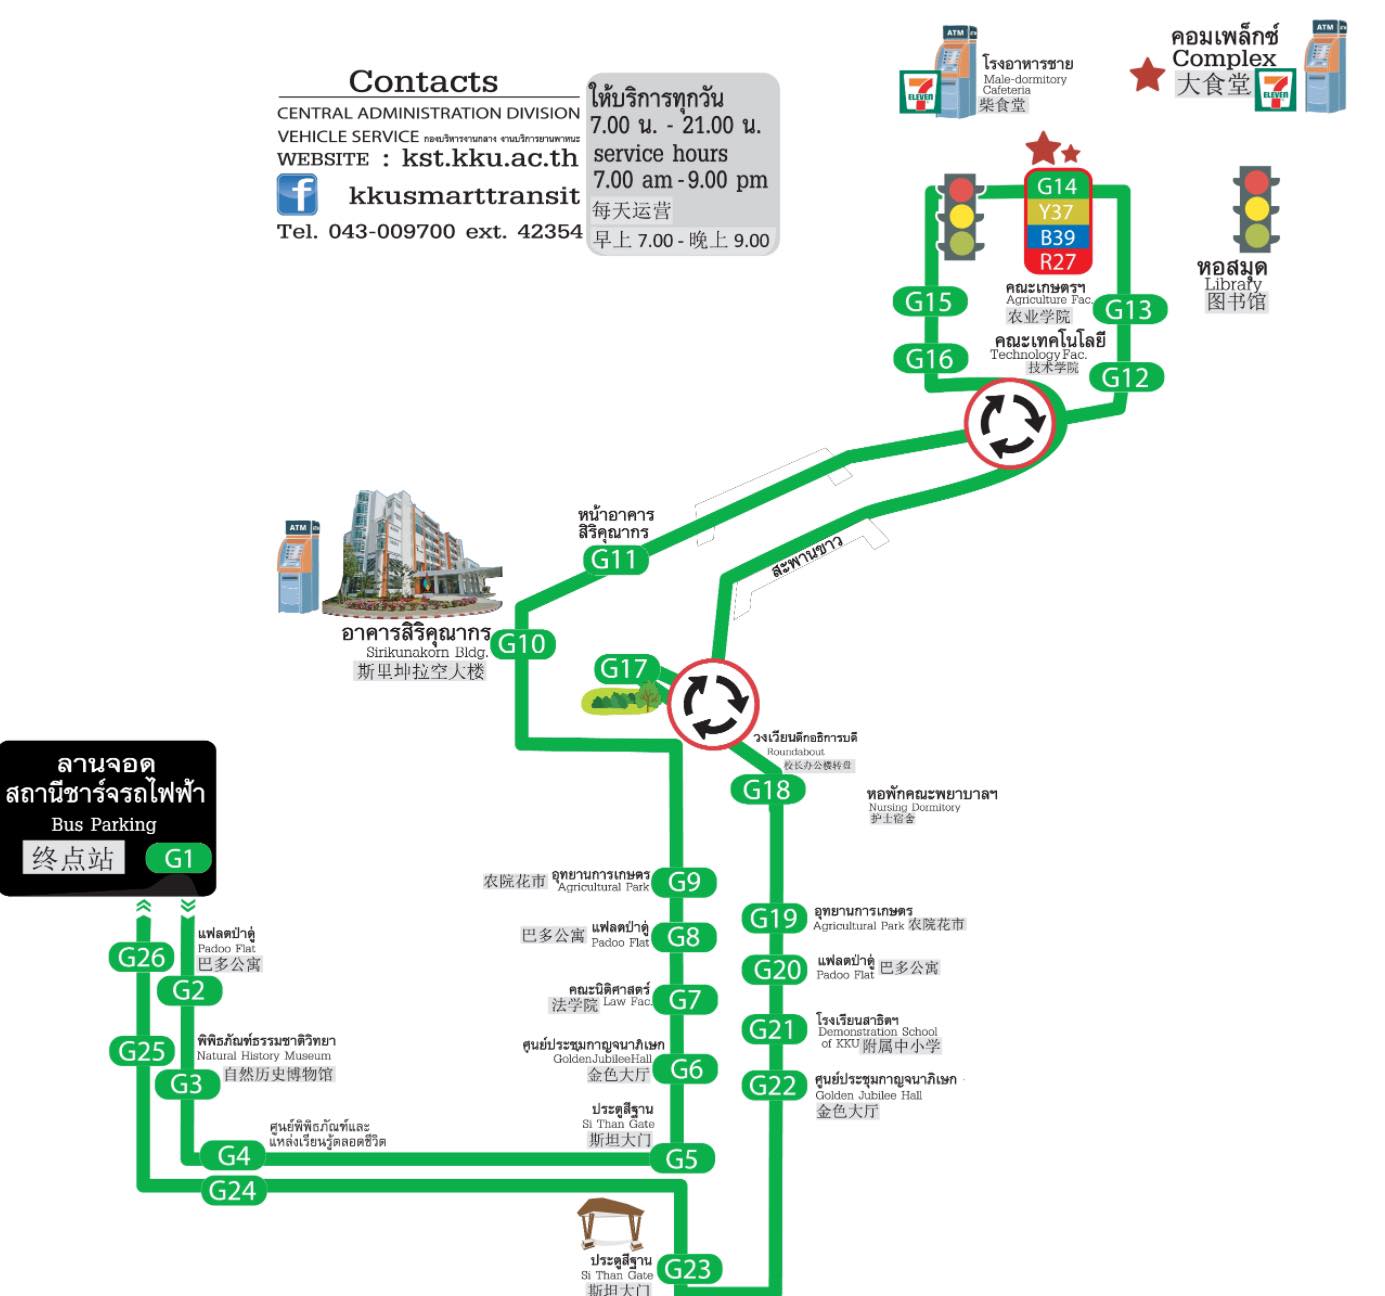 Contacts
CENTRAL ADMINISTRATION DIVISION
VEHICLE SERVICE กองบริหารงานกลาง งานบริการยานพาหนะ
WEBSITE : kst.kku.ac.th
f kkusmarttransit
Tel. 043-009700 ext. 42354
ให้บริการทุกวัน
7.00 น. - 21.00 น.
service hours
7.00 am - 9.00 pm
每天运营
早上 7.00 - 晚上 9.00
ATM
7 ELEVEN
โรงอาหารชาย
Male-dormitory
Cafeteria
柴食堂
คอมเพล็กซ์
Complex
大食堂
7 ELEVEN
ATM
G14
Y37
B39
R27
คณะเกษตรฯ
Agriculture Fac.
农业学院
คณะเทคโนโลยี
Technology Fac.
技术学院
G15
G16
G13
G12
หอสมุด
Library
图书馆
สะพานขาว
หน้าอาคาร
สิริคุณากร
G11
ATM
อาคารสิริคุณากร
Sirikunakorn Bldg.
斯里坤拉空大楼
G10
G17
วงเวียนตึกอธิการบดี
Roundabout
校长办公楼转盘
G18
หอพักคณะพยาบาลฯ
Nursing Dormitory
护士宿舍
ลานจอด
สถานีชาร์จรถไฟฟ้า
Bus Parking
终点站
G1
农院花市
อุทยานการเกษตร
Agricultural Park
G9
巴多公寓
แฟลตป่าดู่
Padoo Flat
G8
คณะนิติศาสตร์
法学院 Law Fac.
G7
ศูนย์ประชุมกาญจนาภิเษก
GoldenJubileeHall
金色大厅
G6
ประตูสีฐาน
Si Than Gate
斯坦大门
G5
G19
อุทยานการเกษตร
Agricultural Park 农院花市
G20
แฟลตป่าดู่
Padoo Flat 巴多公寓
G21
โรงเรียนสาธิตฯ
Demonstration School
of KKU 附属中小学
G22
ศูนย์ประชุมกาญจนาภิเษก
Golden Jubilee Hall
金色大厅
G26
แฟลตป่าดู่
Padoo Flat
巴多公寓
G2
G25
พิพิธภัณฑ์ธรรมชาติวิทยา
Natural History Museum
自然历史博物馆
G3
ศูนย์พิพิธภัณฑ์และ
แหล่งเรียนรู้ตลอดชีวิต
G4
G24
ประตูสีฐาน
Si Than Gate
斯坦大门
G23